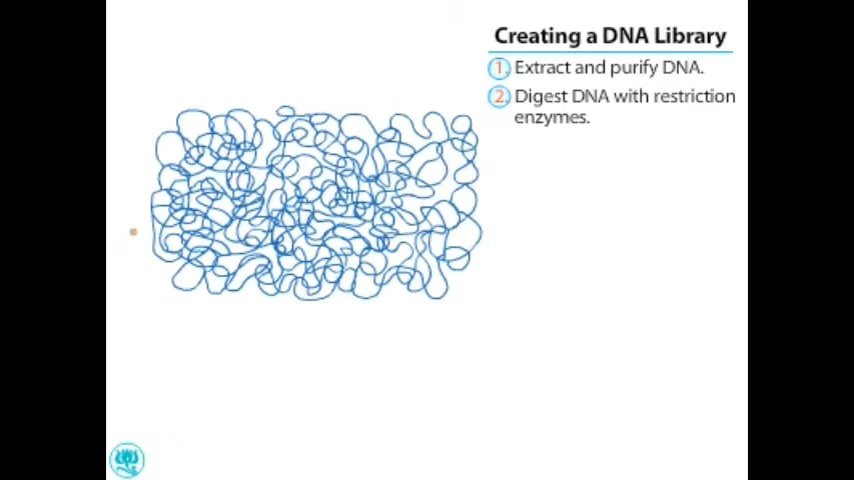 Creating a DNA Library
1. Extract and purify DNA.
2. Digest DNA with restriction
enzymes.